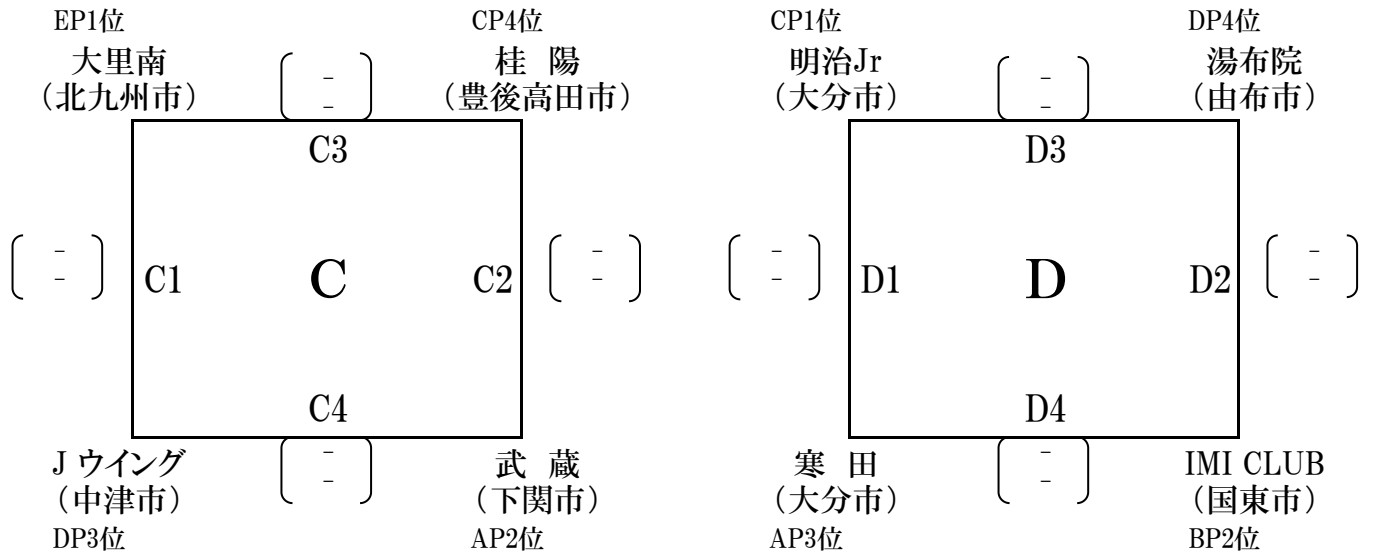 EP1位 CP4位 CP1位 DP4位
大里南 桂 陽 明治Jr 湯布院
（北九州市） - （豊後高田市） （大分市） - （由布市）
- -
C3 D3
- - - -
C1 C C2 D1 D D2
- - - -
C4 D4
J ウイング - 武 蔵 寒 田 - IMI CLUB
（中津市） - （下関市） （大分市） - （国東市）
DP3位 AP2位 AP3位 BP2位